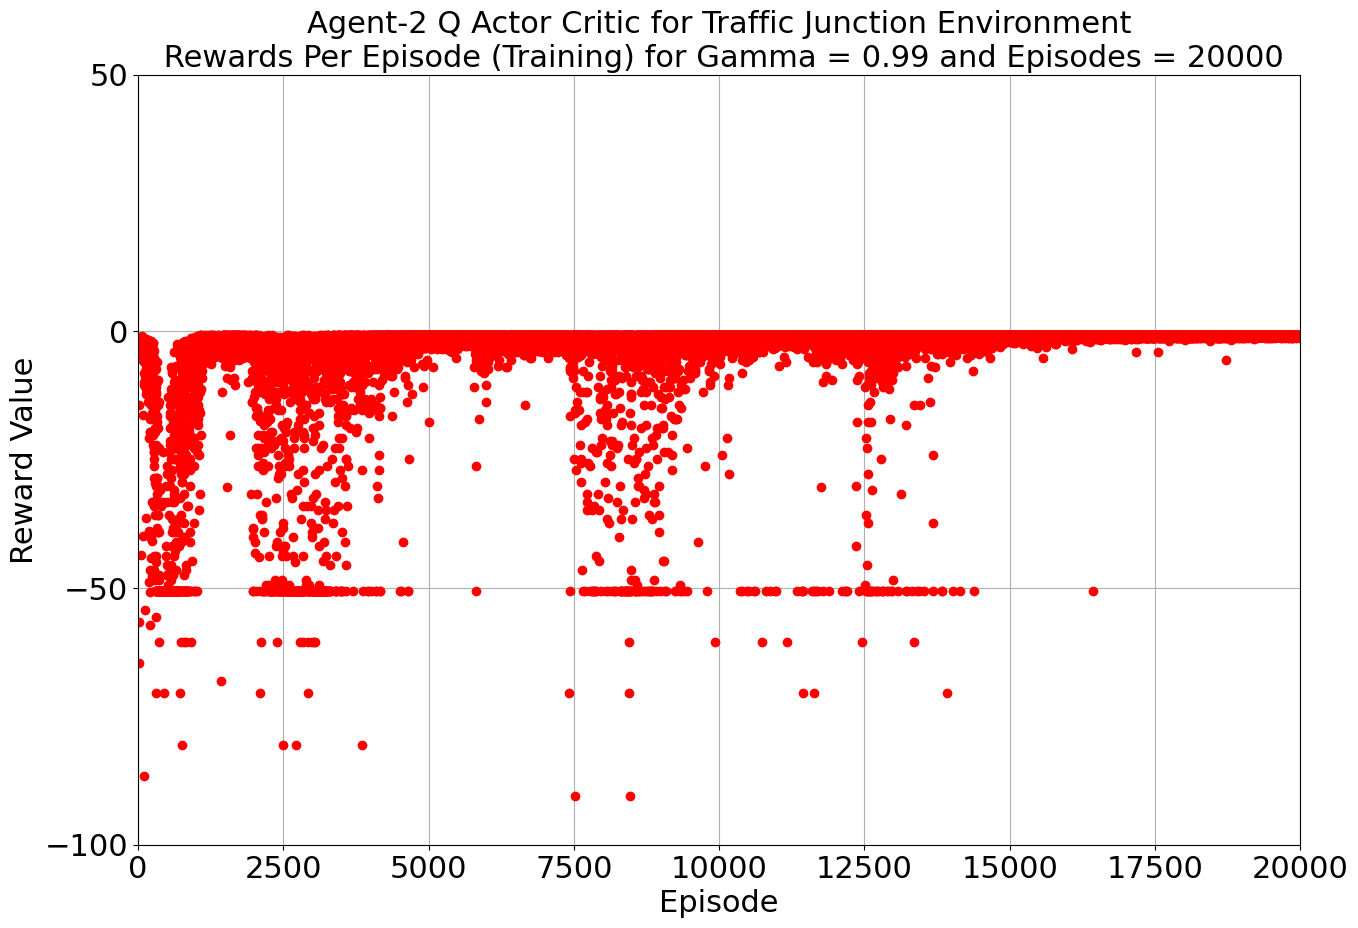 Agent-2 Q Actor Critic for Traffic Junction Environment
Rewards Per Episode (Training) for Gamma = 0.99 and Episodes = 20000
50
0
−50
−100
Reward Value
0 2500 5000 7500 10000 12500 15000 17500 20000
Episode